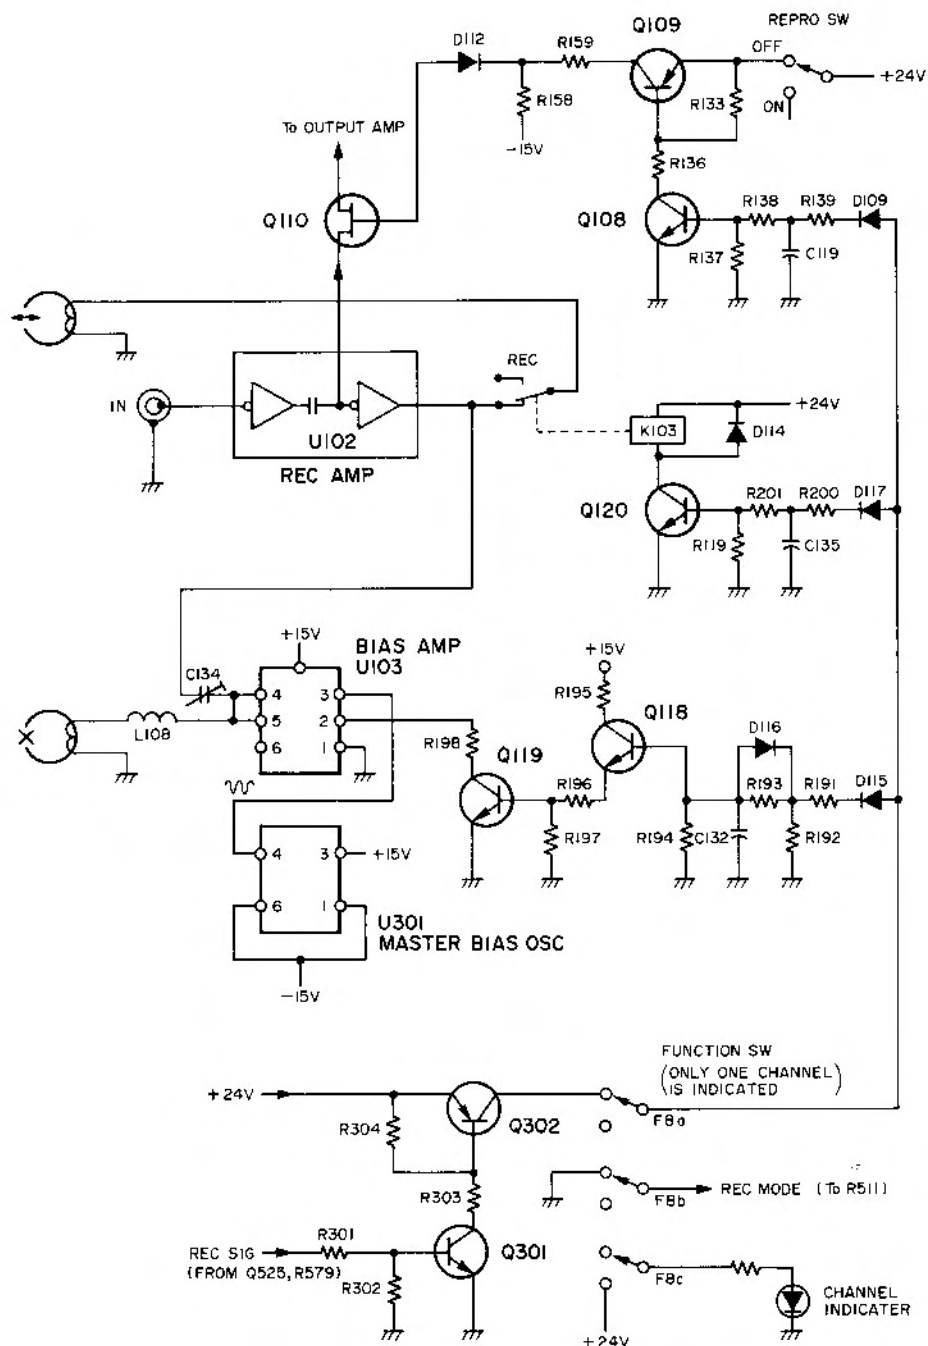 Q109
REPRO SW
D112
R159
OFF
+24V
R158
R133
ON
To OUTPUT AMP
-15V
R136
Q110
Q108
R138
R139
D109
R137
C119
REC
IN
U102
REC AMP
+24V
K103
D114
Q120
R201
R200
D117
R119
C135
+15V
BIAS AMP
U103
+15V
C134
R195
4
3
Q118
5
2
D116
L108
6
1
R198
Q119
R193
R191
D115
R196
R197
R194
C132
R192
4
3
+15V
6
1
U301
MASTER BIAS OSC
-15V
FUNCTION SW
(ONLY ONE CHANNEL
IS INDICATED)
+24V
Q302
F8a
R304
R303
F8b
REC MODE (To R511)
R301
REC SIG
(FROM Q525, R579)
Q301
R302
F8c
CHANNEL
INDICATER
+24V